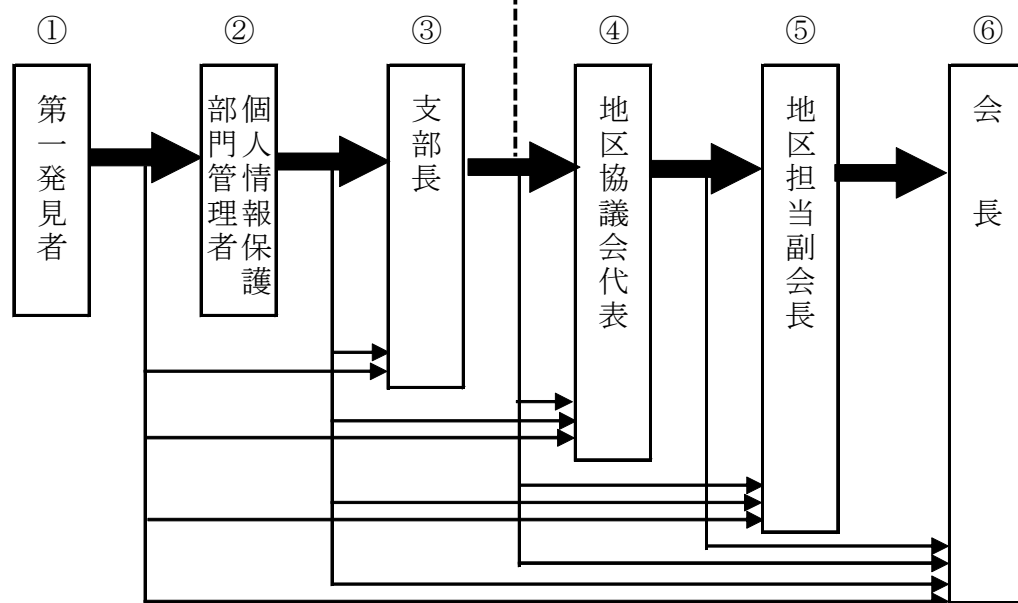 ①
②
③
④
⑤
⑥
第一発見者
個人情報保護
部門管理者
支部長
地区協議会代表
地区担当副会長
会長